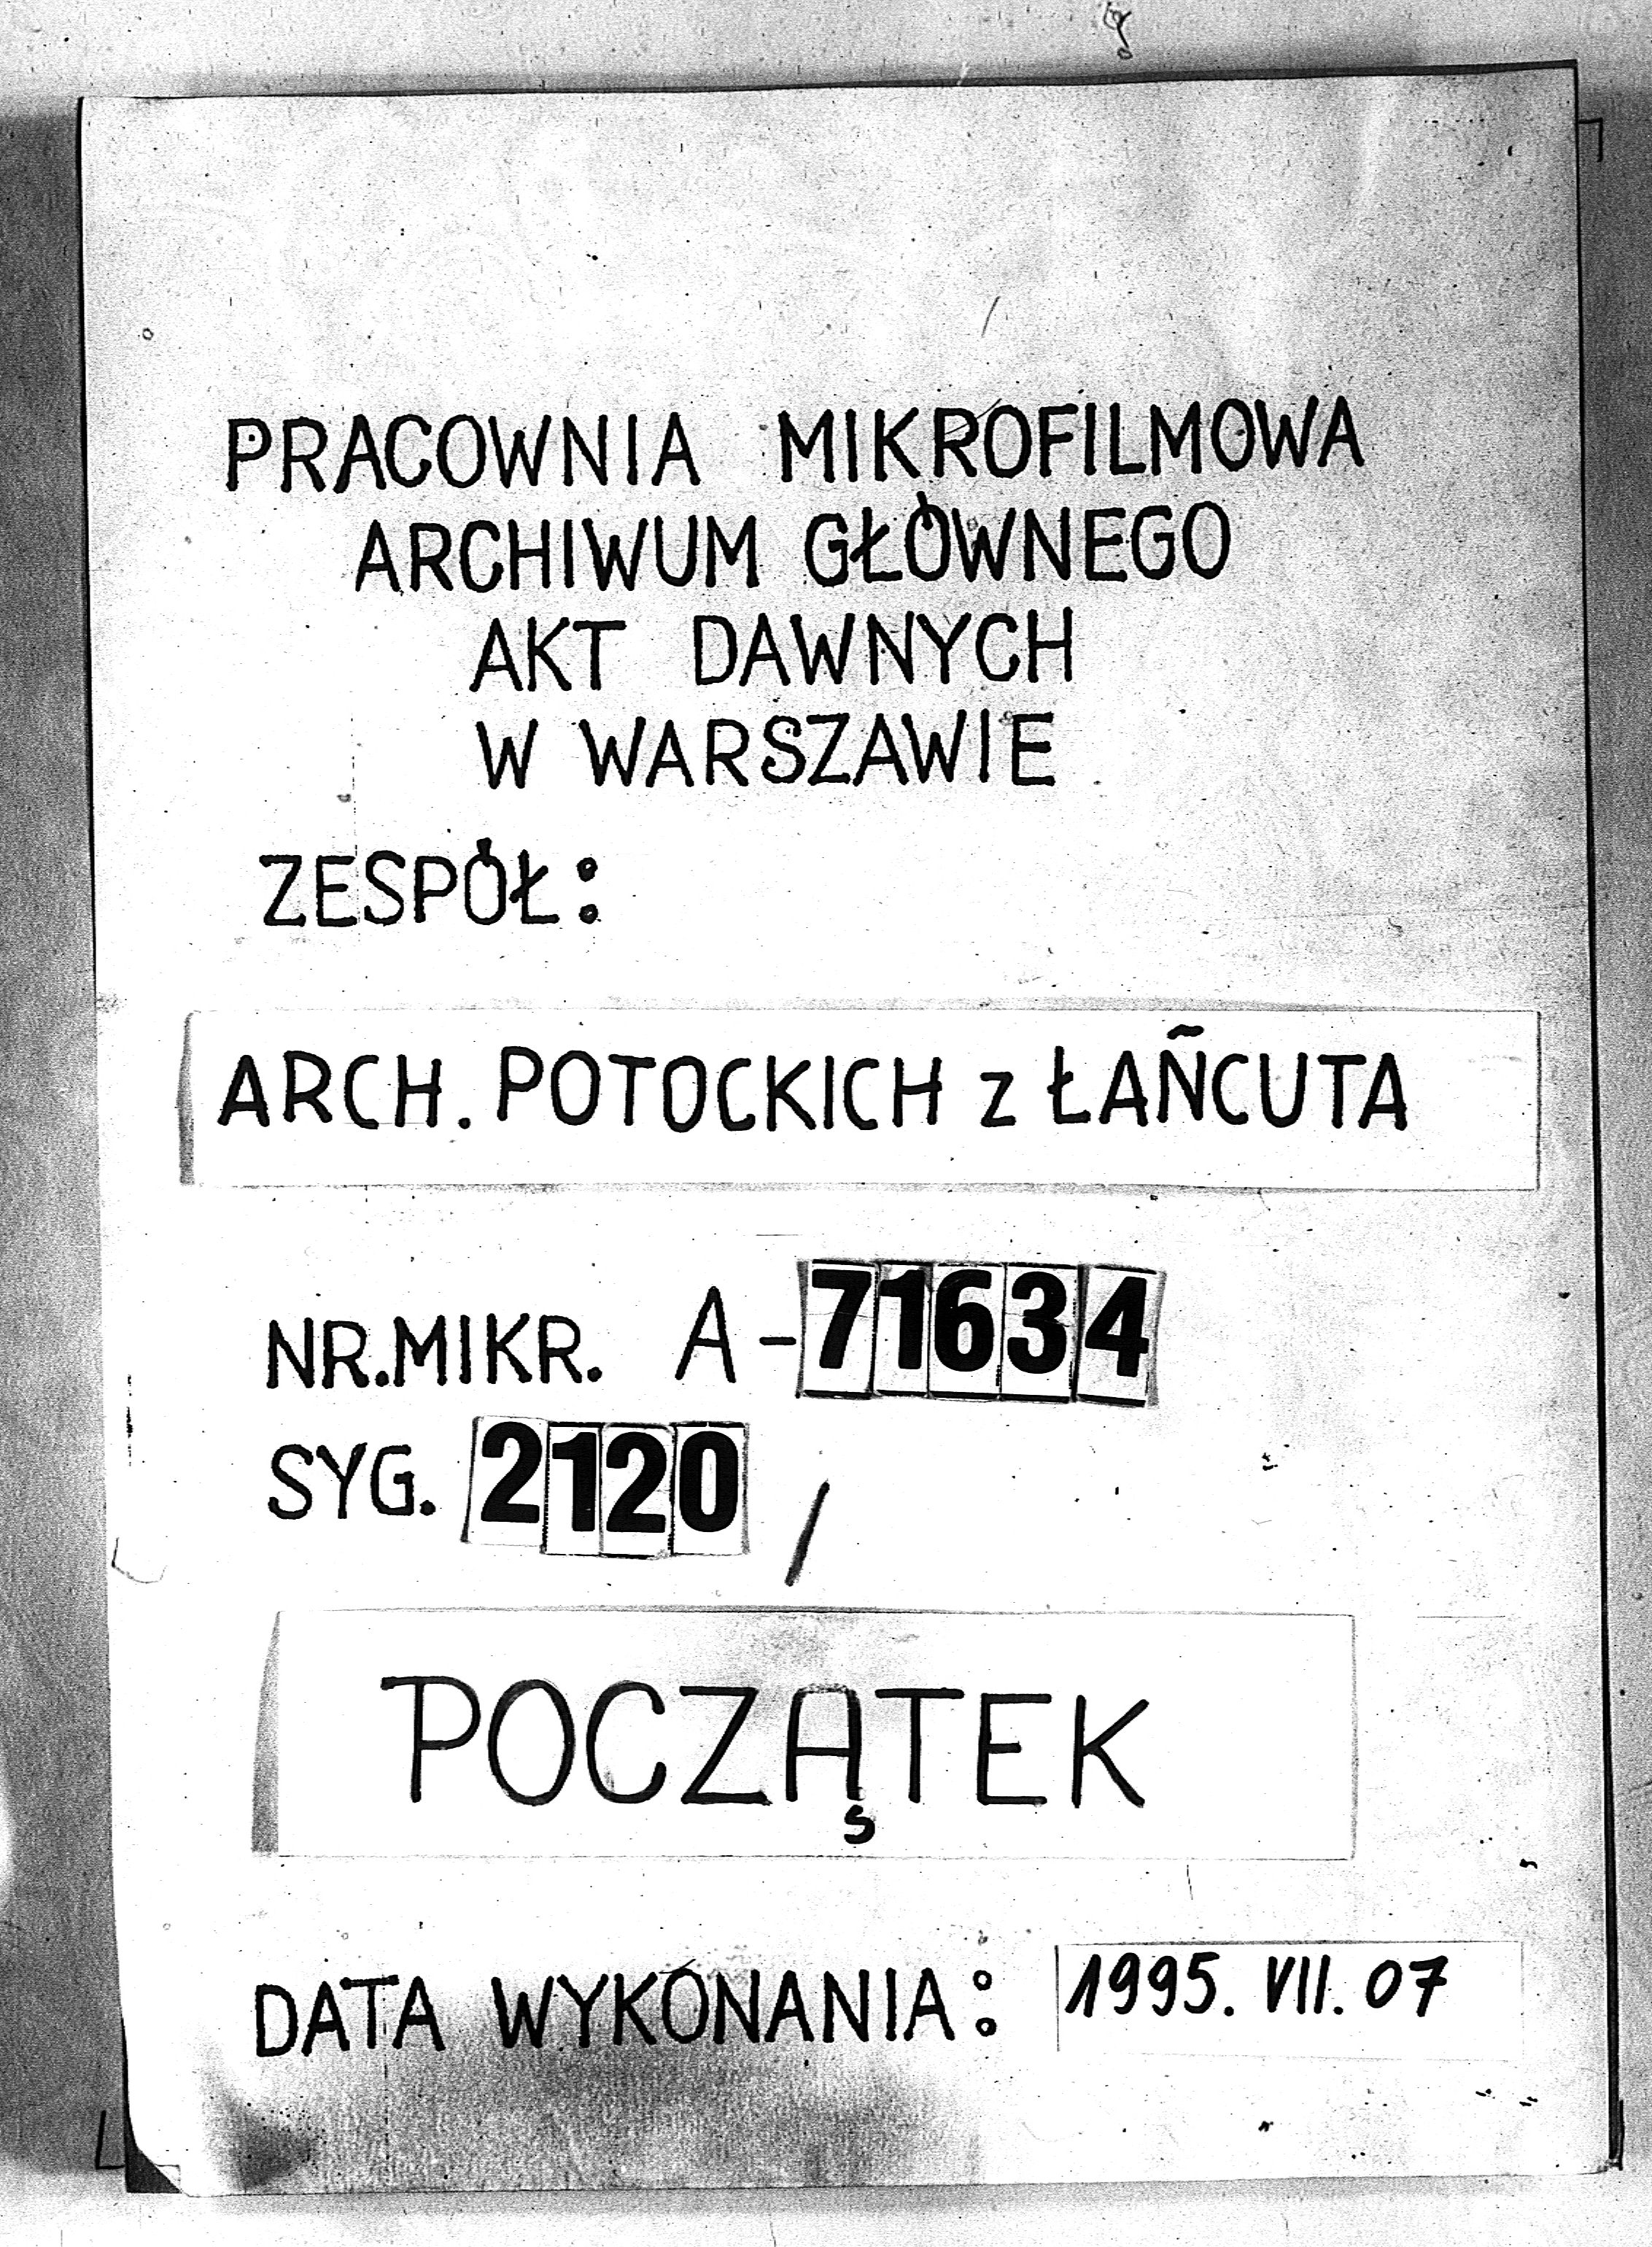 PRACOWNIA MIKROFILMOWA
ARCHIWUM GŁÓWNEGO
AKT DAWNYCH
W WARSZAWIE
ZESPÓŁ:
ARCH. POTOCKICH z ŁAŃCUTA
NR.MIKR. A-71634
SYG. 2120 /
POCZĄTEK
DATA WYKONANIA: 1995. VII. 07